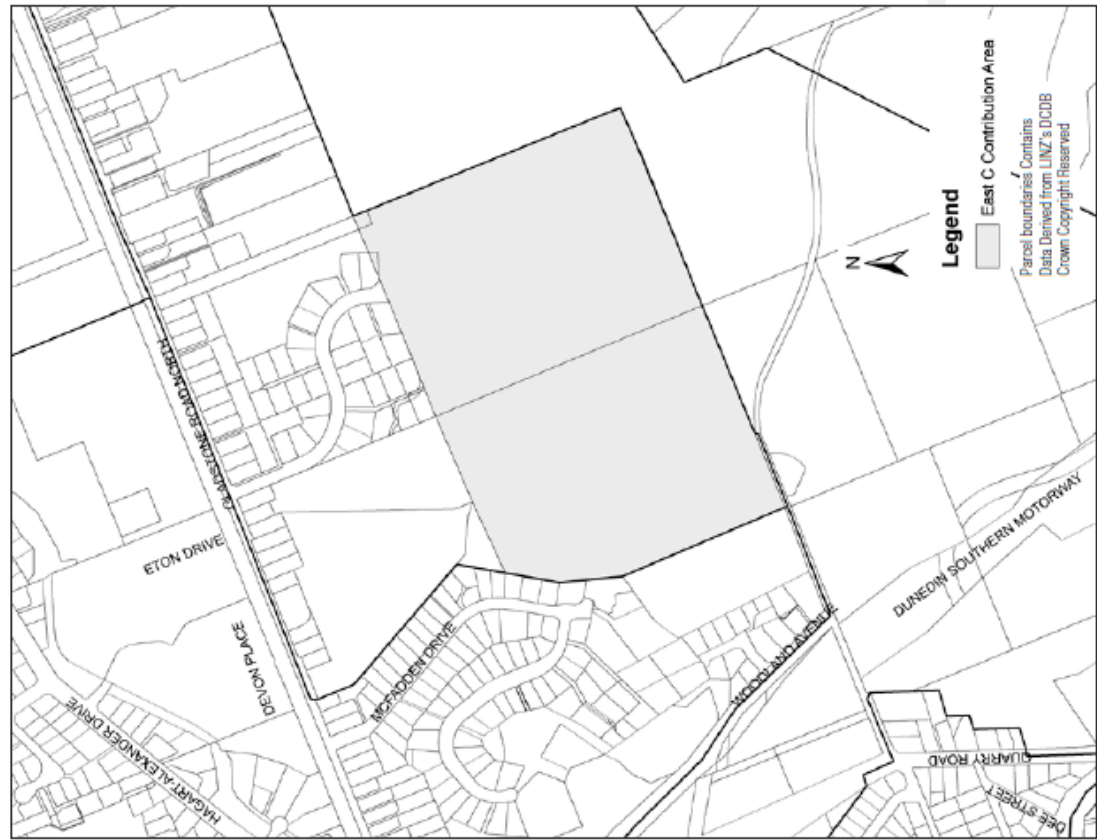 GLADSTONE ROAD NORTH
ETON DRIVE
DEVON PLACE
HAGART-ALEXANDER DRIVE
MCFADDEN DRIVE
WOODLAND AVENUE
DUNEDIN SOUTHERN MOTORWAY
QUARRY ROAD
DEE STREET
N
Legend
East C Contribution Area
Parcel boundaries Contains
Data Derived from LINZ's DCDB
Crown Copyright Reserved